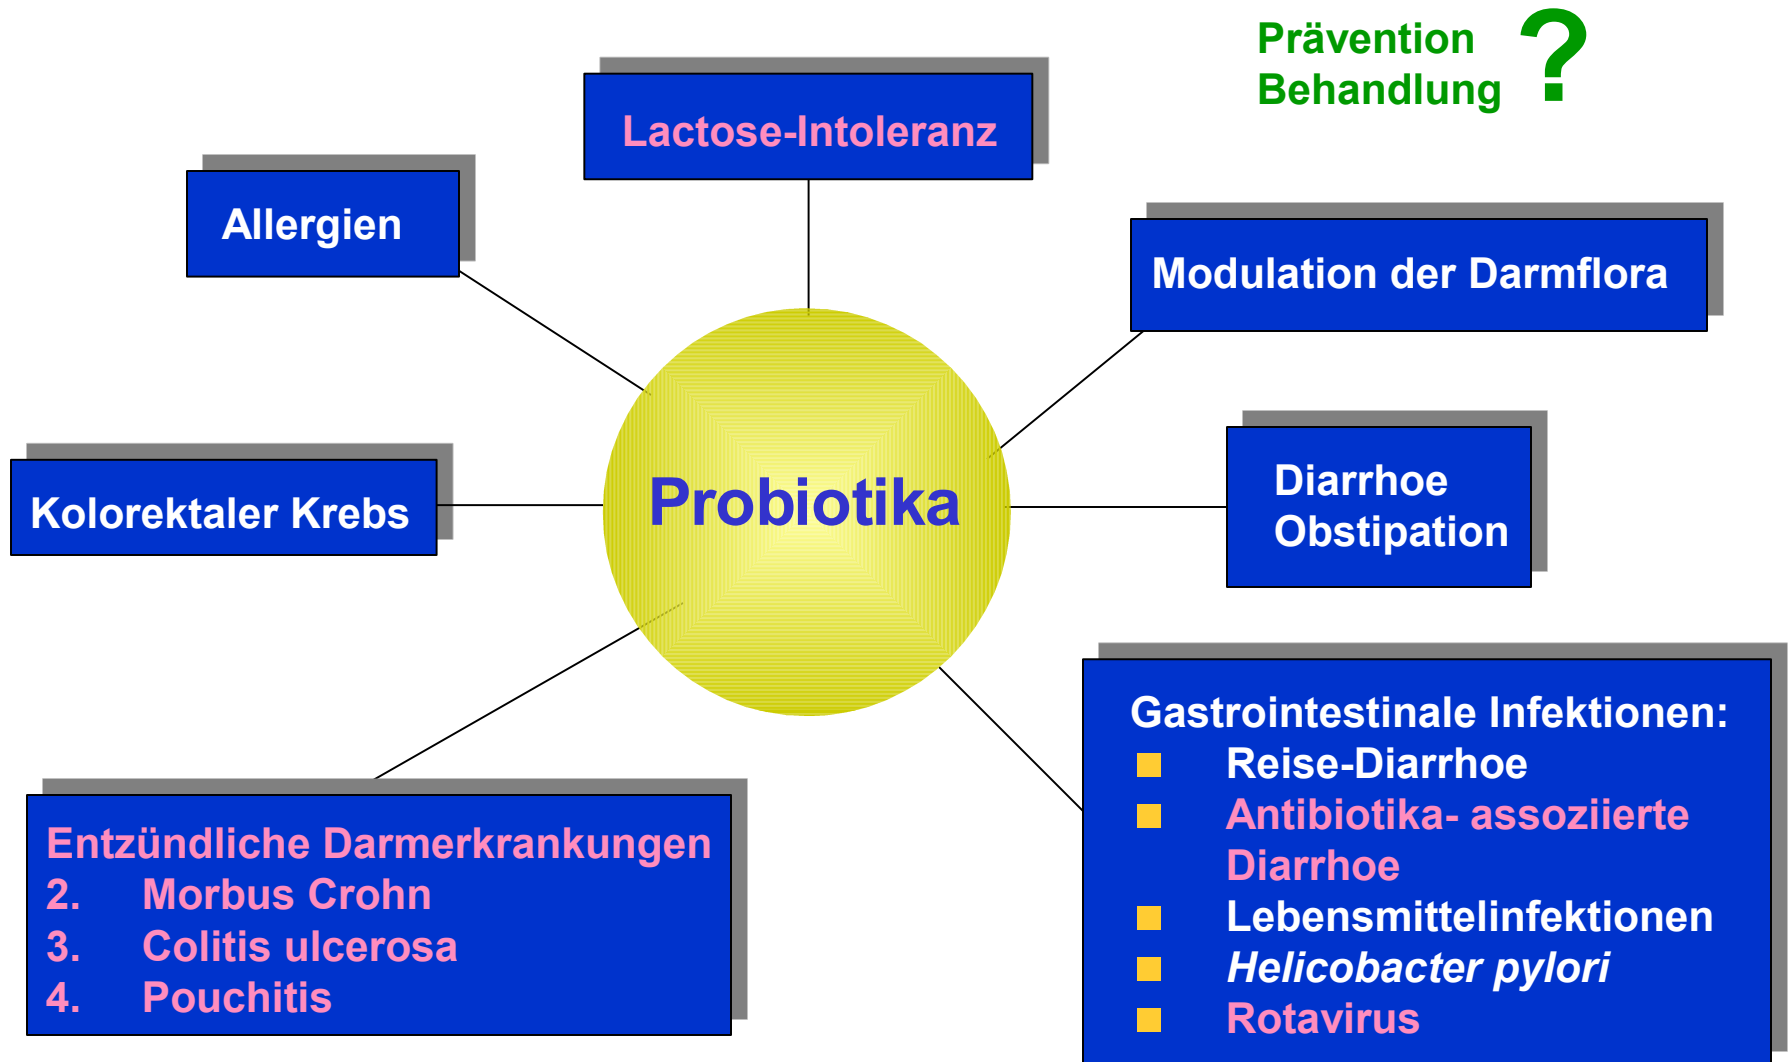 Prävention
Behandlung ?
Lactose-Intoleranz
Allergien
Modulation der Darmflora
Probiotika
Kolorektaler Krebs
Diarrhoe
Obstipation
Gastrointestinale Infektionen:
Reise-Diarrhoe
Antibiotika- assoziierte
Diarrhoe
Lebensmittelinfektionen
Helicobacter pylori
Rotavirus
Entzündliche Darmerkrankungen
2. Morbus Crohn
3. Colitis ulcerosa
4. Pouchitis